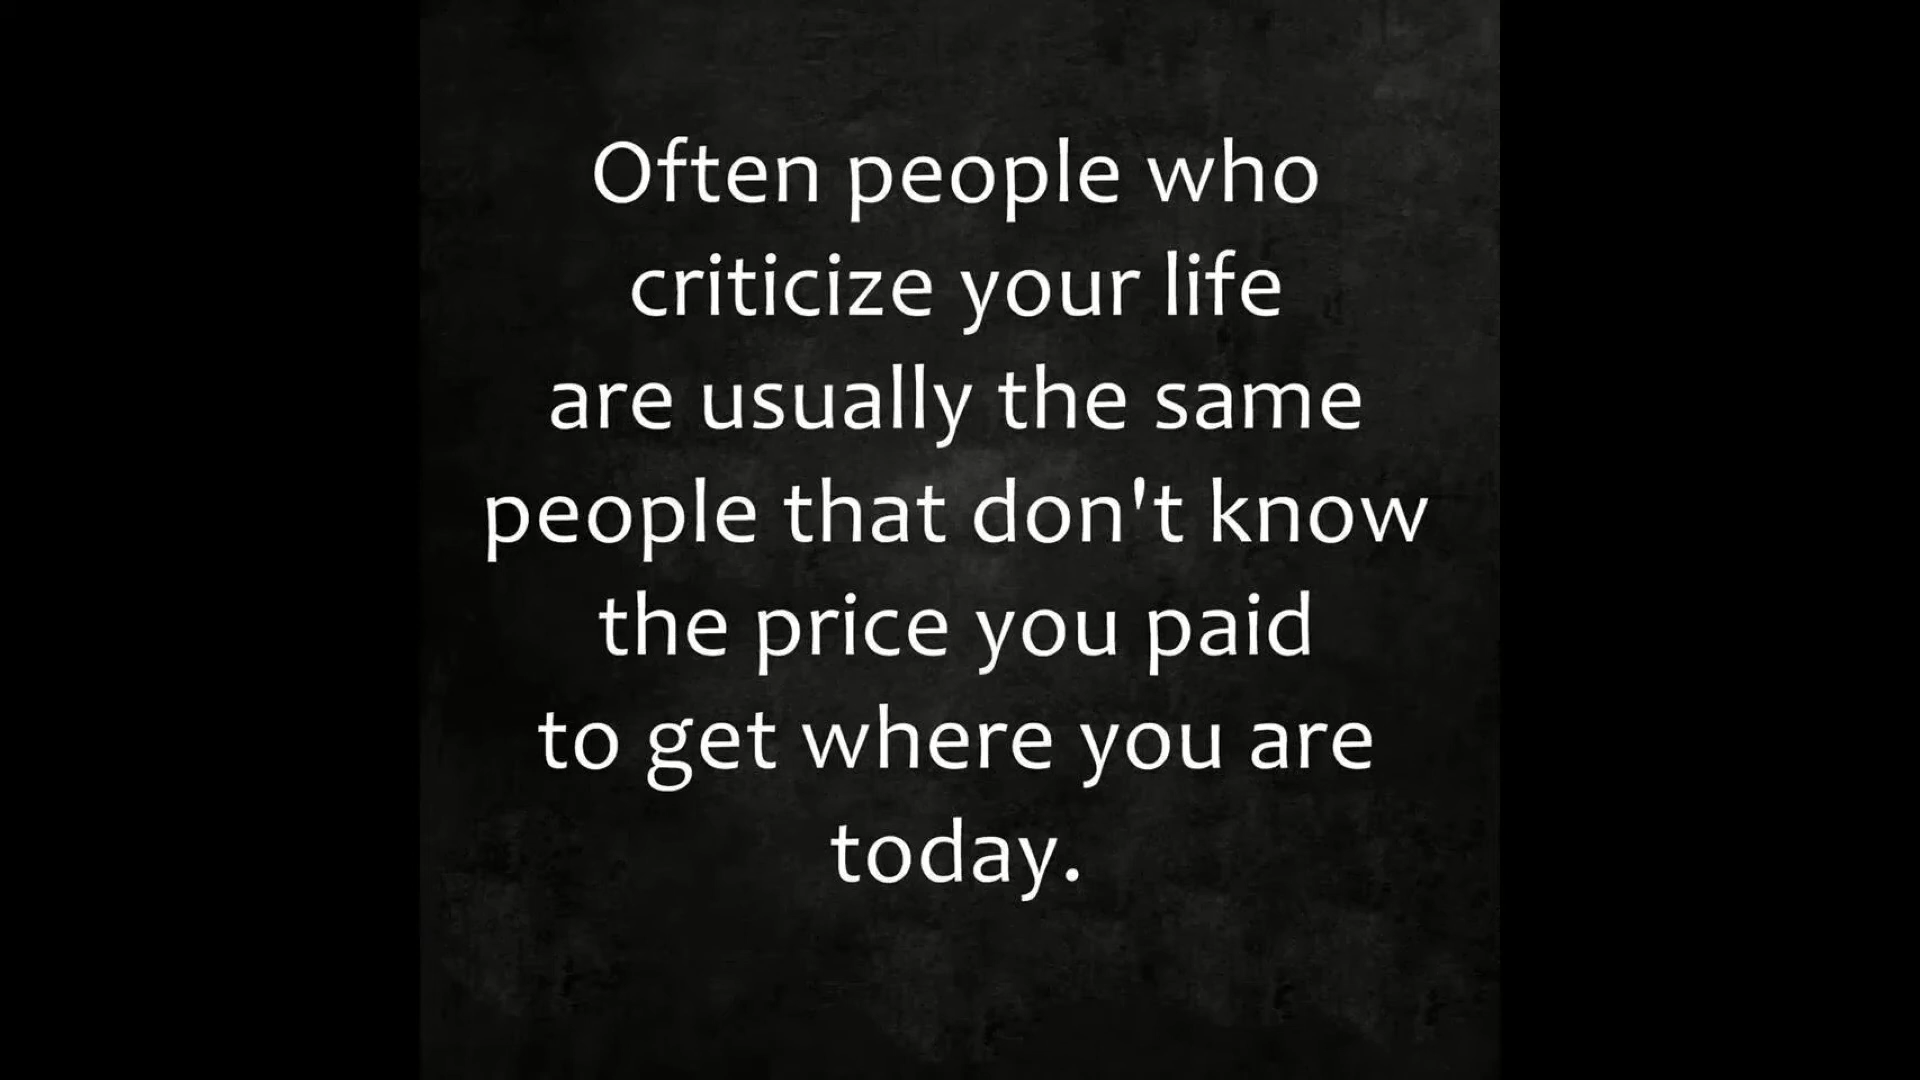 Often people who
criticize your life
are usually the same
people that don't know
the price you paid
to get where you are
today.